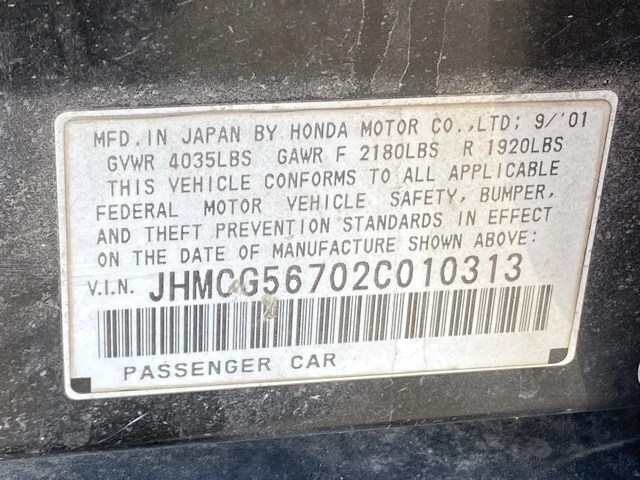 MFD. IN JAPAN BY HONDA MOTOR CO.,LTD; 9/'01
GVWR 4035LBS GAWR F 2180LBS R 1920LBS
THIS VEHICLE CONFORMS TO ALL APPLICABLE
FEDERAL MOTOR VEHICLE SAFETY, BUMPER,
AND THEFT PREVENTION STANDARDS IN EFFECT
ON THE DATE OF MANUFACTURE SHOWN ABOVE:
V.I.N. JHMCG56702C010313
PASSENGER CAR